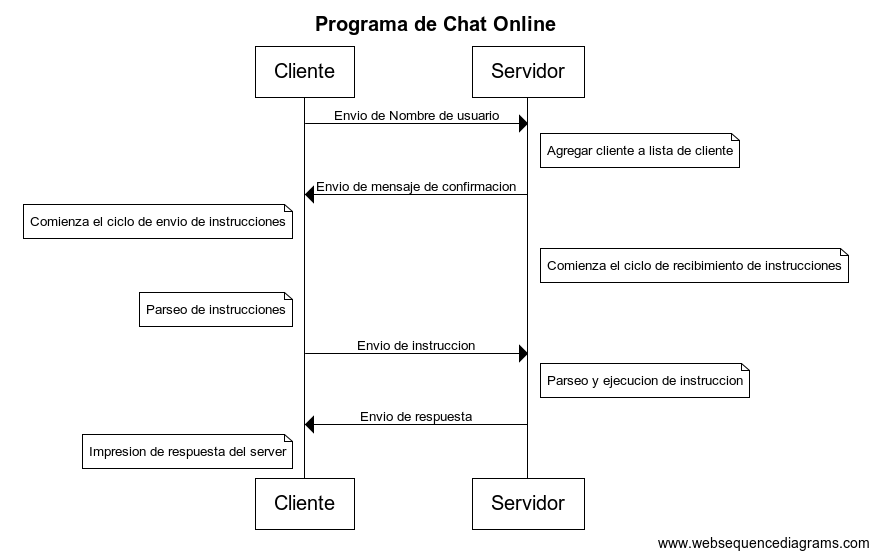 Programa de Chat Online
Cliente
Servidor
Envio de Nombre de usuario
Agregar cliente a lista de cliente
Envio de mensaje de confirmacion
Comienza el ciclo de envio de instrucciones
Comienza el ciclo de recibimiento de instrucciones
Parseo de instrucciones
Envio de instruccion
Parseo y ejecucion de instruccion
Envio de respuesta
Impresion de respuesta del server
Cliente
Servidor
www.websequencediagrams.com